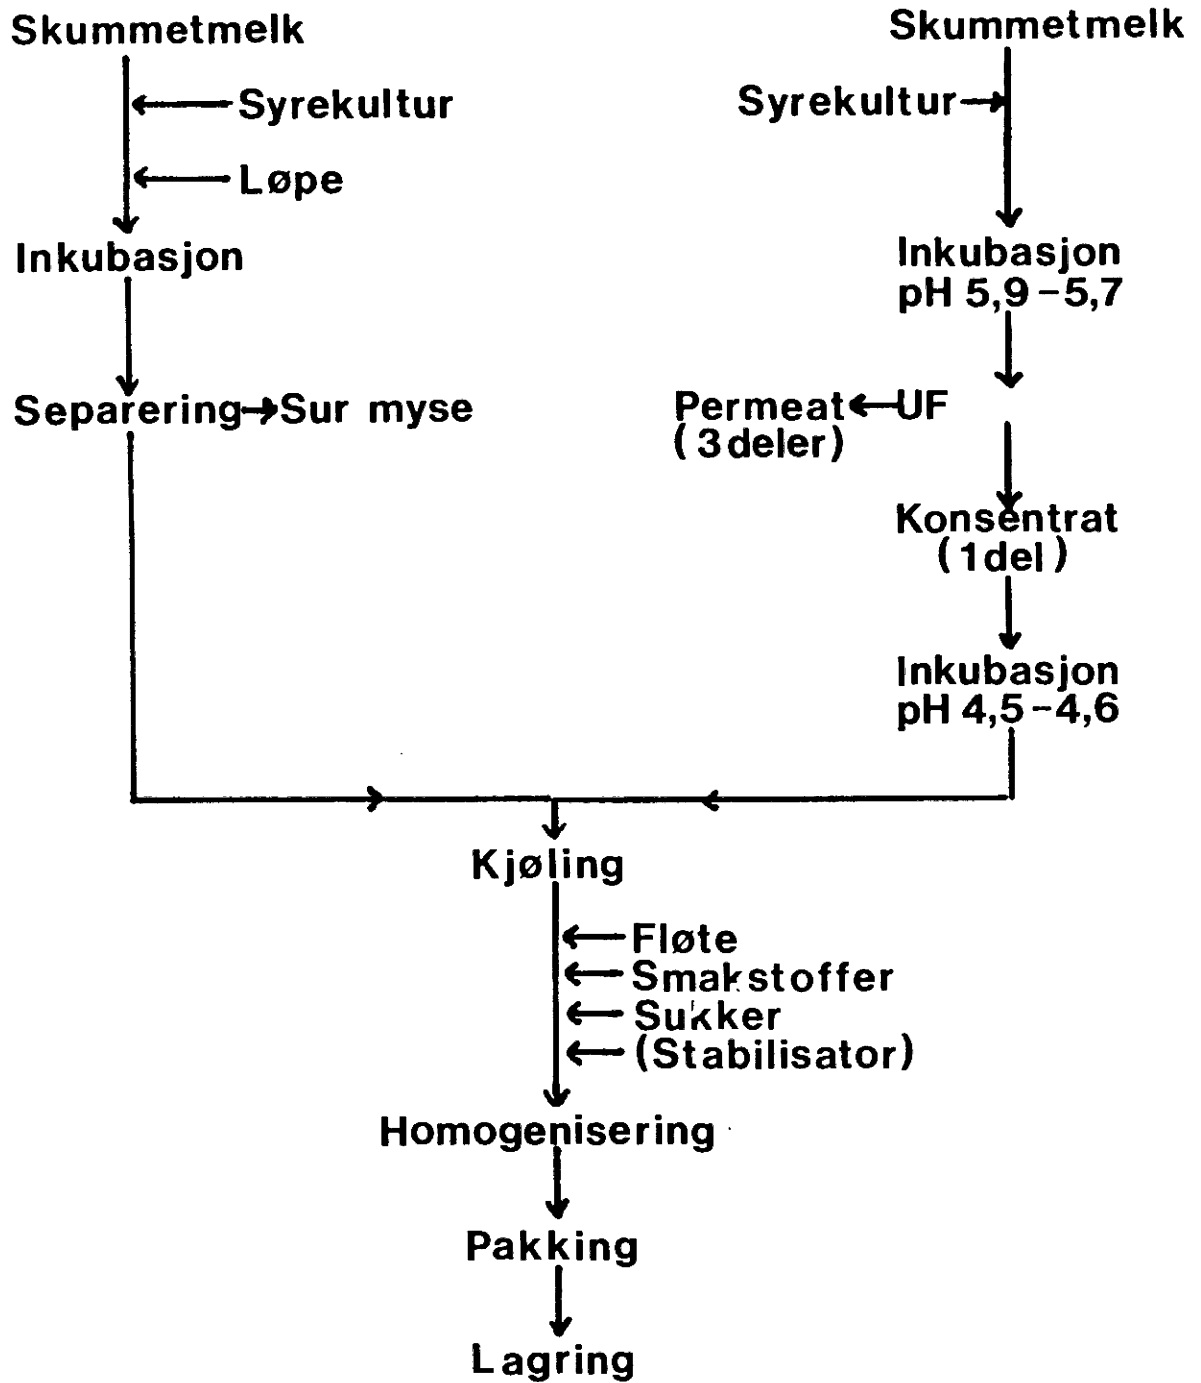 Skummetmelk
Syrekultur
Løpe
Inkubasjon
Separering
Sur myse
Skummetmelk
Syrekultur
Inkubasjon
pH 5,9-5,7
UF
Permeat
(3 deler)
Konsentrat
(1 del)
Inkubasjon
pH 4,5-4,6
Kjøling
Fløte
Smakstoffer
Sukker
(Stabilisator)
Homogenisering
Pakking
Lagring